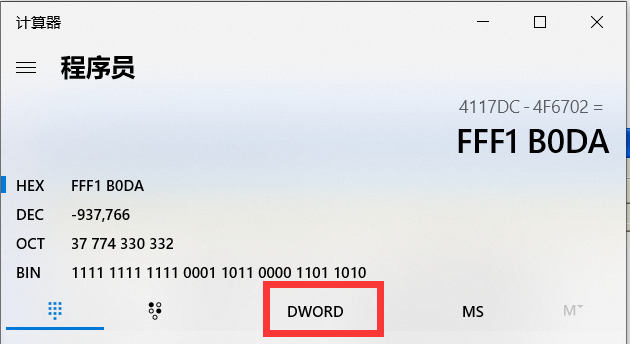 计算器
程序员
4117DC - 4F6702 =
FFF1 B0DA
HEX FFF1 B0DA
DEC -937,766
OCT 37 774 330 332
BIN 1111 1111 1111 0001 1011 0000 1101 1010
DWORD MS M